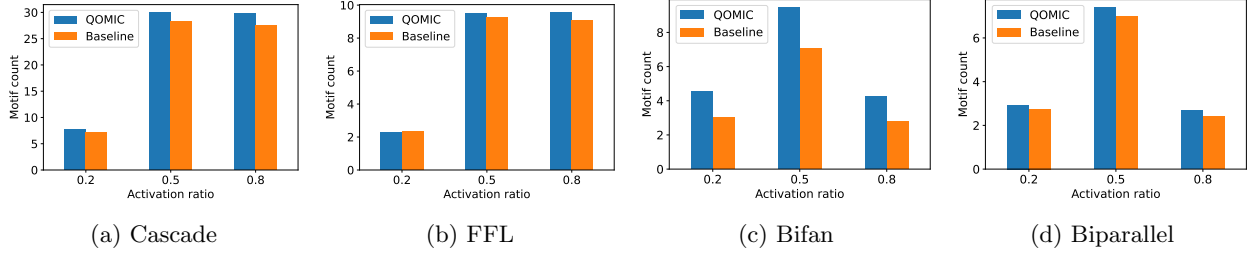 30
25
20
15
10
5
0
Motif count
QOMIC
Baseline
0.2 0.5 0.8
Activation ratio
(a) Cascade
10
8
6
4
2
0
Motif count
QOMIC
Baseline
0.2 0.5 0.8
Activation ratio
(b) FFL
8
6
4
2
0
Motif count
QOMIC
Baseline
0.2 0.5 0.8
Activation ratio
(c) Bifan
6
4
2
0
Motif count
QOMIC
Baseline
0.2 0.5 0.8
Activation ratio
(d) Biparallel